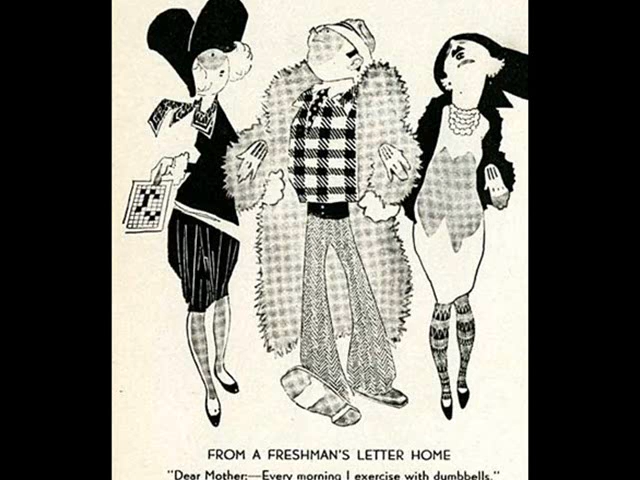 FROM A FRESHMAN'S LETTER HOME
"Dear Mother:—Every morning I exercise with dumbbells."